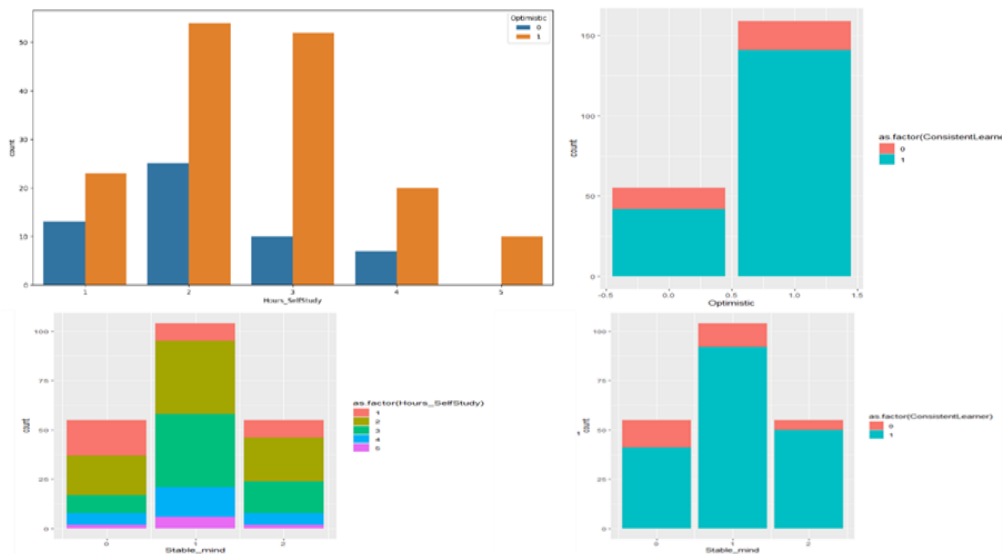 Optimistic
0
1
50
40
30
20
10
0
count
1 2 3 4 5
Hours_SelfStudy
150
100
50
0
count
-0.5 0.0 0.5 1.0 1.5
Optimistic
as.factor(ConsistentLearne
0
1
100
75
50
25
0
count
0 1 2
Stable_mind
as.factor(Hours_SelfStudy)
1
2
3
4
5
100
75
50
25
0
count
0 1 2
Stable_mind
as.factor(ConsistentLearner)
0
1